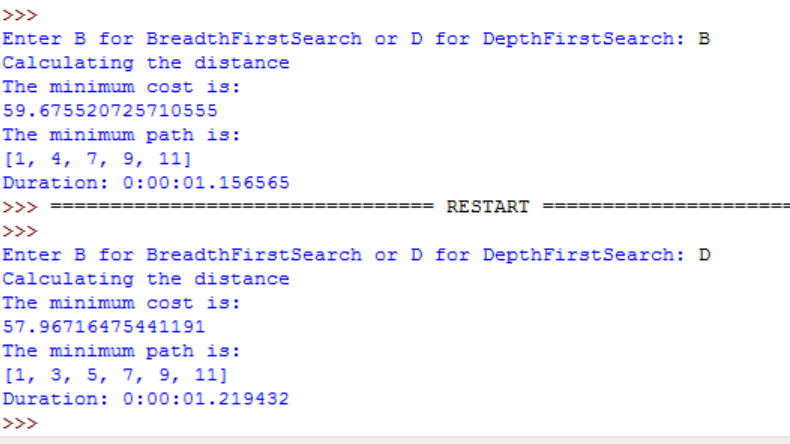 >>>
Enter B for BreadthFirstSearch or D for DepthFirstSearch: B
Calculating the distance
The minimum cost is:
59.675520725710555
The minimum path is:
[1, 4, 7, 9, 11]
Duration: 0:00:01.156565
>>> ================================ RESTART =====================
>>>
Enter B for BreadthFirstSearch or D for DepthFirstSearch: D
Calculating the distance
The minimum cost is:
57.96716475441191
The minimum path is:
[1, 3, 5, 7, 9, 11]
Duration: 0:00:01.219432
>>>